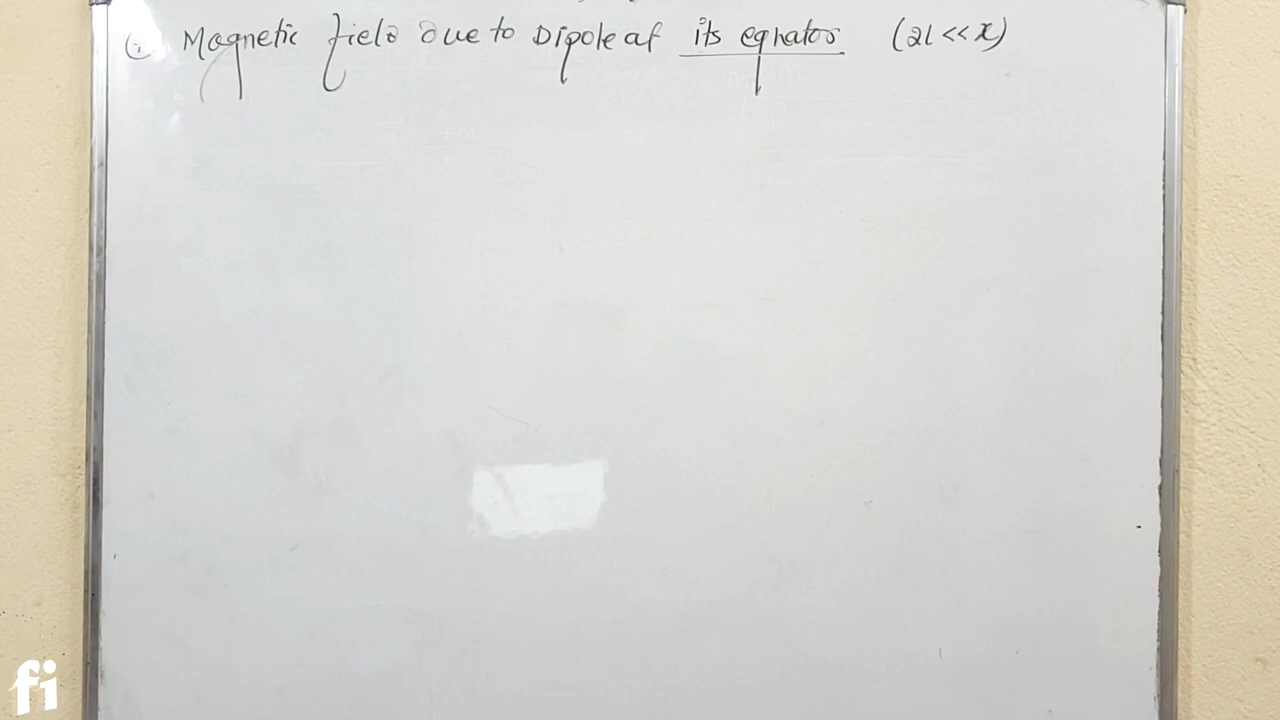 (i) Magnetic field due to Dipole at its equator (2l <<x)
fi